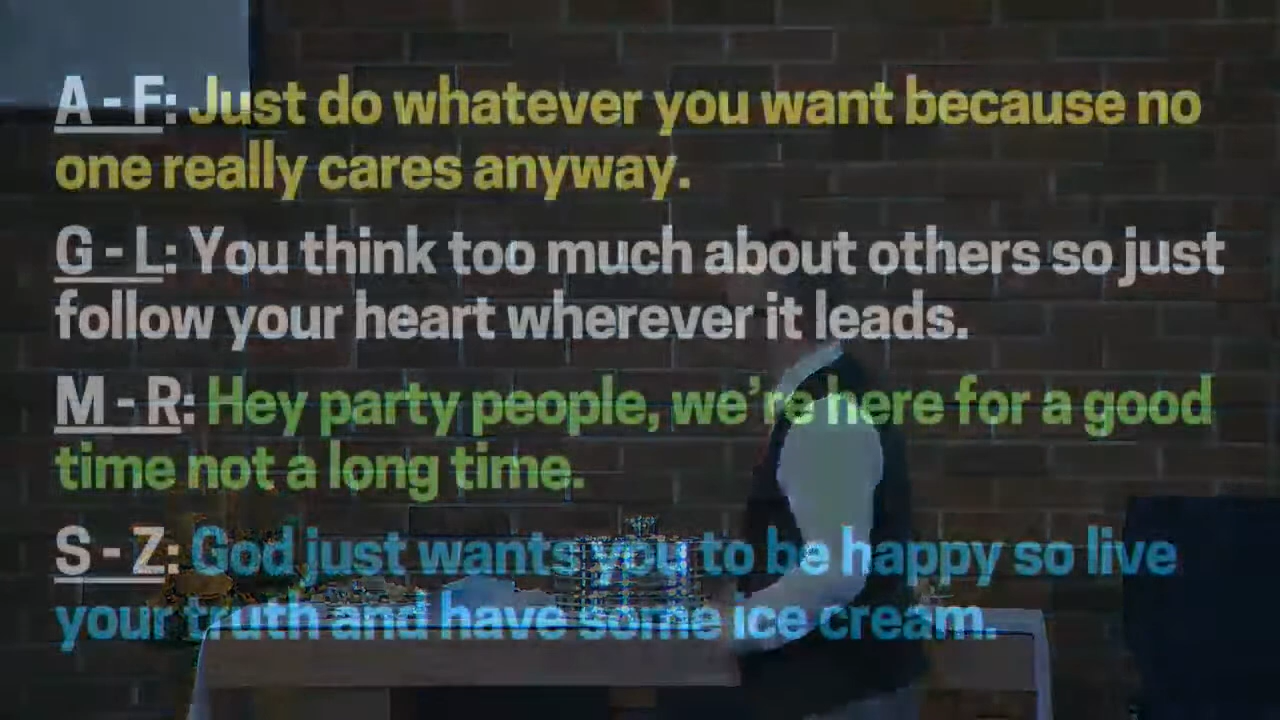 A - F: Just do whatever you want because no
one really cares anyway.
G - L: You think too much about others so just
follow your heart wherever it leads.
M - R: Hey party people, we’re here for a good
time not a long time.
S - Z: God just wants you to be happy so live
your truth and have some ice cream.